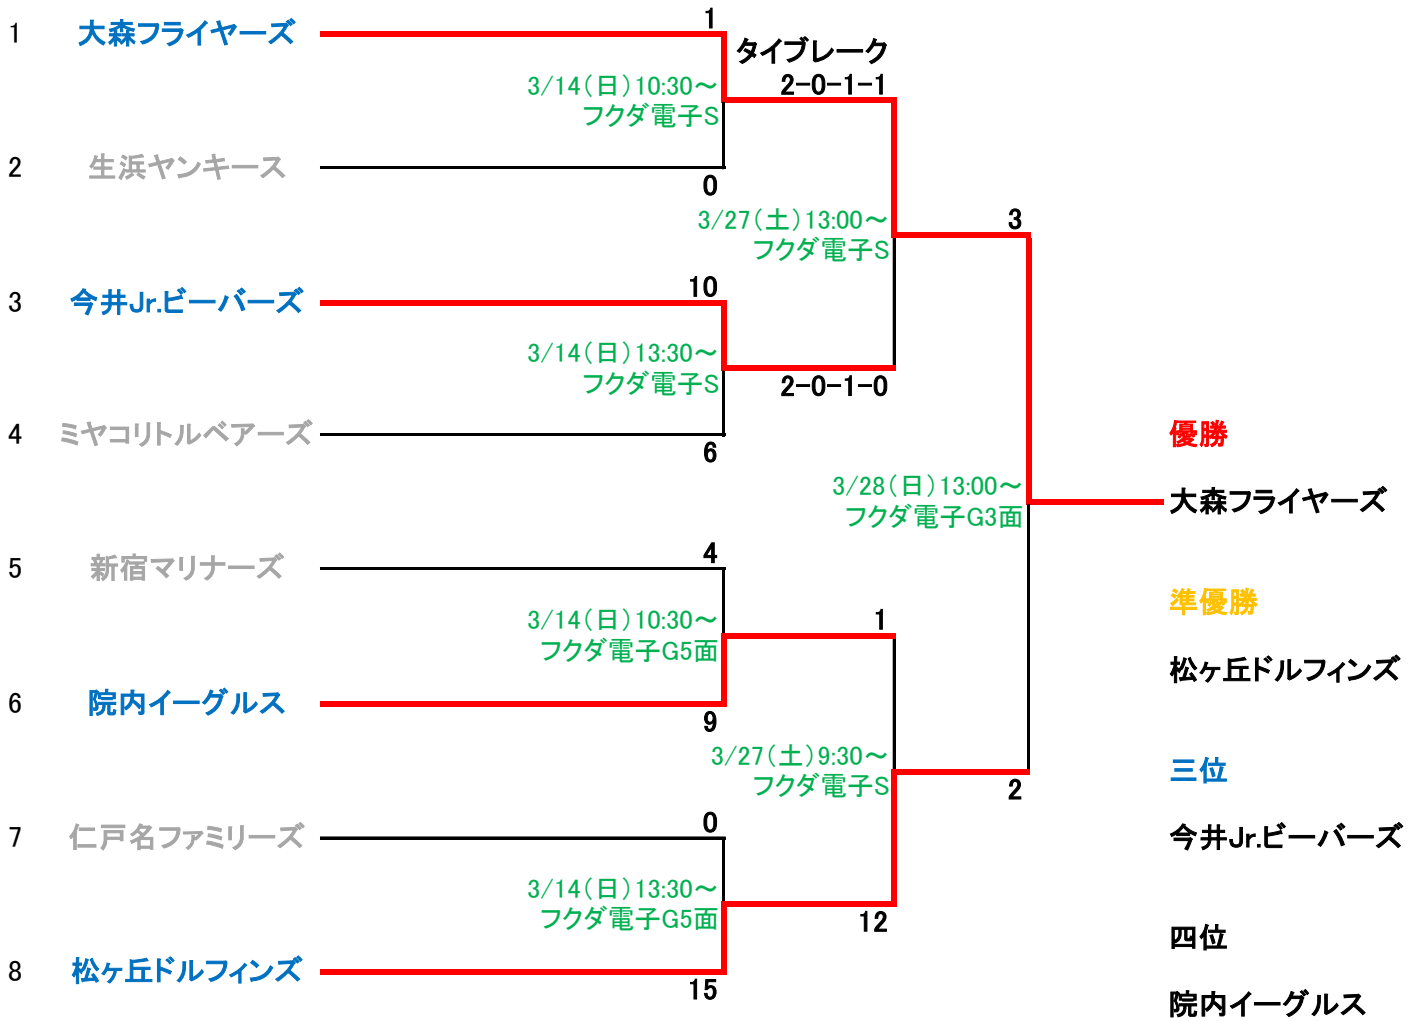 1 大森フライヤーズ 1
タイブレーク
3/14(日)10:30～ 2-0-1-1
フクダ電子S
2 生浜ヤンキース
0
3/27(土)13:00～ 3
フクダ電子S
3 今井Jr.ビーバーズ 10
3/14(日)13:30～
フクダ電子S 2-0-1-0
4 ミヤコリトルベアーズ
6
優勝
3/28(日)13:00～
フクダ電子G3面
大森フライヤーズ
5 新宿マリナーズ 4
準優勝
3/14(日)10:30～ 1
フクダ電子G5面
松ヶ丘ドルフィンズ
6 院内イーグルス
9
3/27(土)9:30～
フクダ電子S 2
三位
7 仁戸名ファミリーズ 0
今井Jr.ビーバーズ
3/14(日)13:30～
フクダ電子G5面 12
四位
8 松ヶ丘ドルフィンズ
15
院内イーグルス